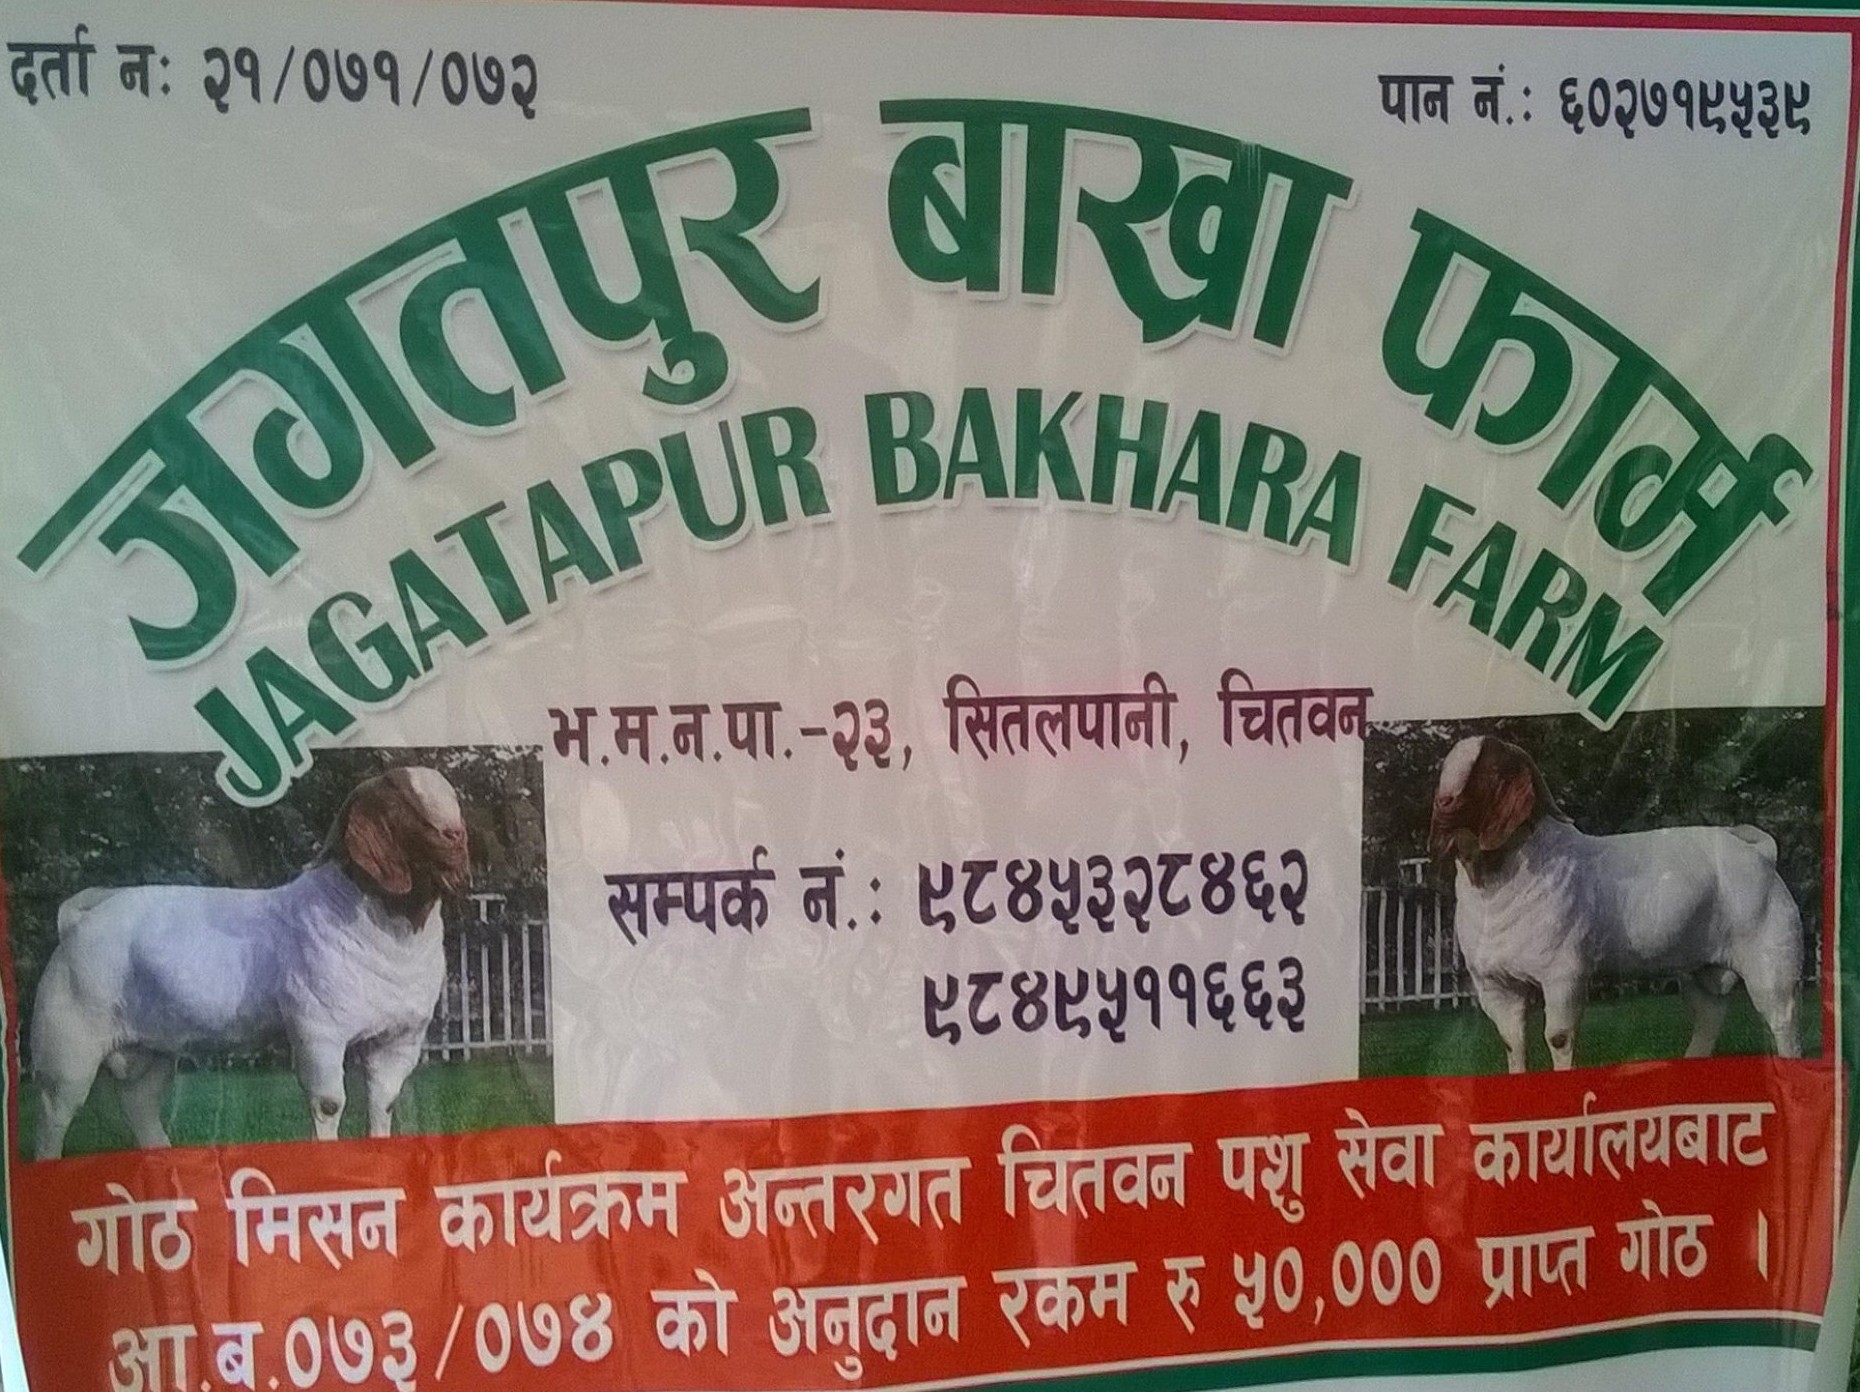 दर्ता नः २१/०७१/०७२
पान नं.: ६०२७१९५३९
जगतपुर बाख्रा फार्म
JAGATAPUR BAKHARA FARM
भ.म.न.पा.-२३, सितलपानी, चितवन
सम्पर्क नं.: ९८४५३२८४६२
९८४९५११६६३
गोठ मिसन कार्यक्रम अन्तरगत चितवन पशु सेवा कार्यालयबाट
आ.ब.०७३/०७४ को अनुदान रकम रु ५०,००० प्राप्त गोठ ।